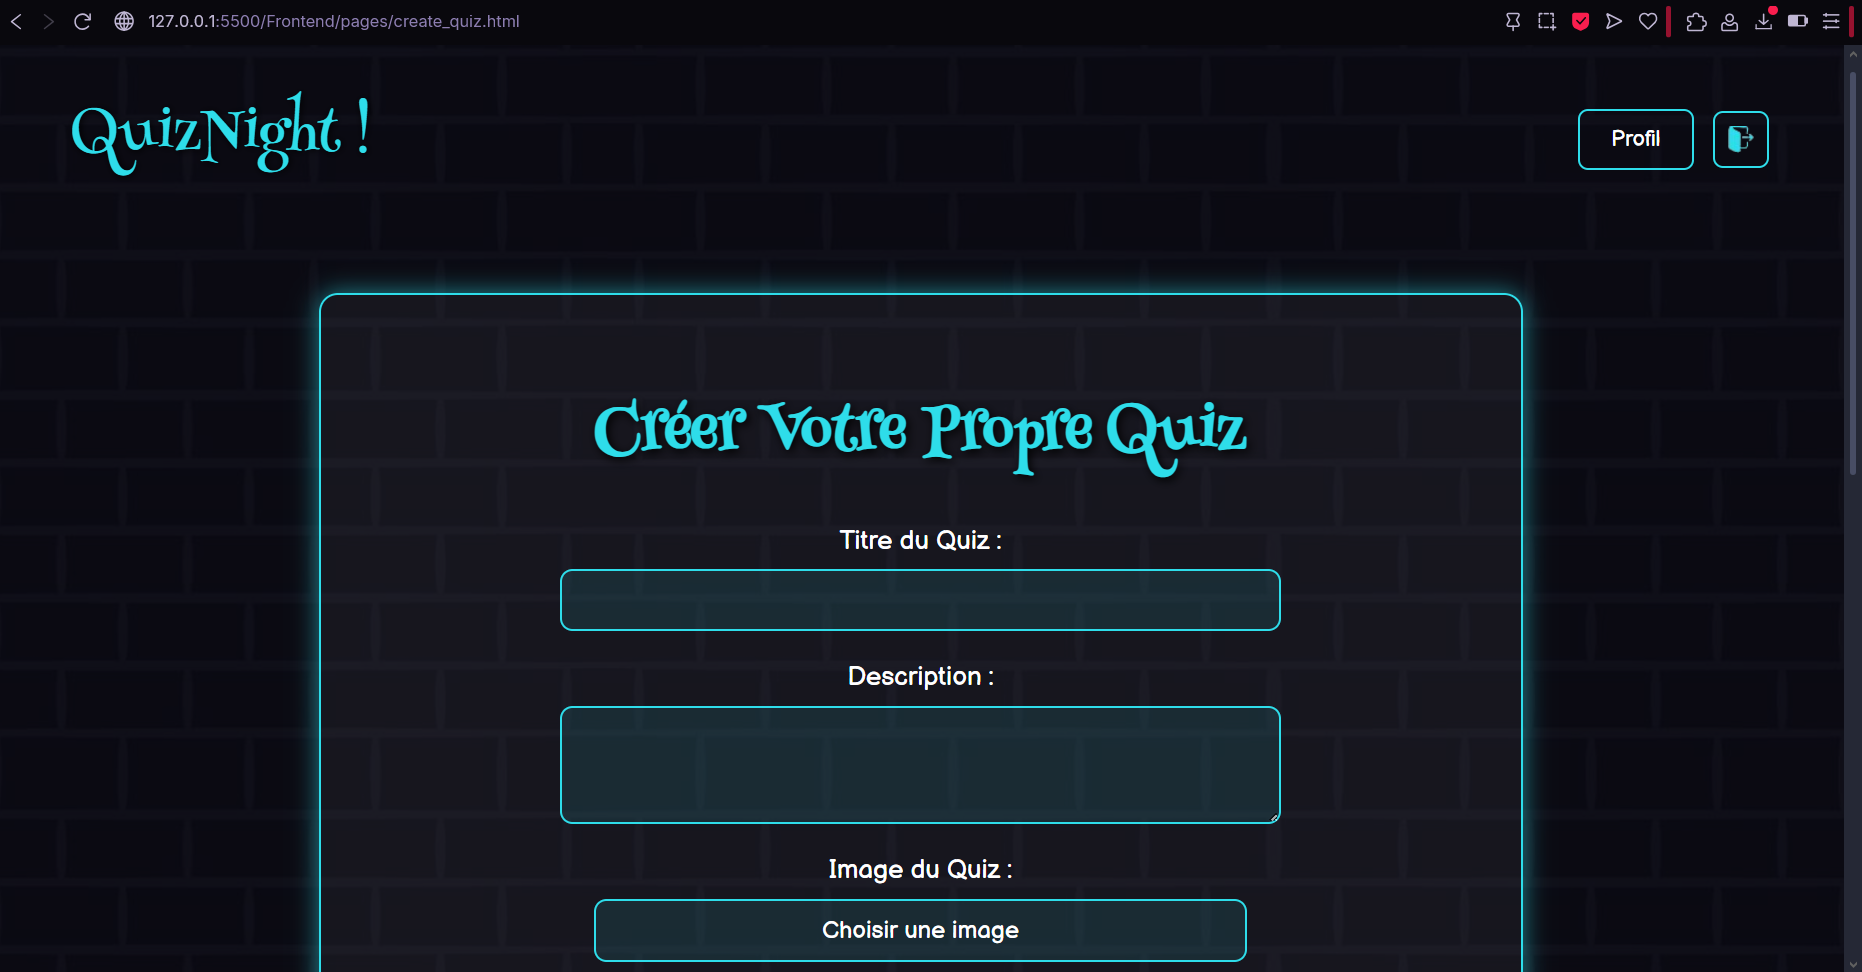 127.0.0.1:5500/Frontend/pages/create_quiz.html
QuizNight !
Profil
Créer Votre Propre Quiz
Titre du Quiz :
Description :
Image du Quiz :
Choisir une image